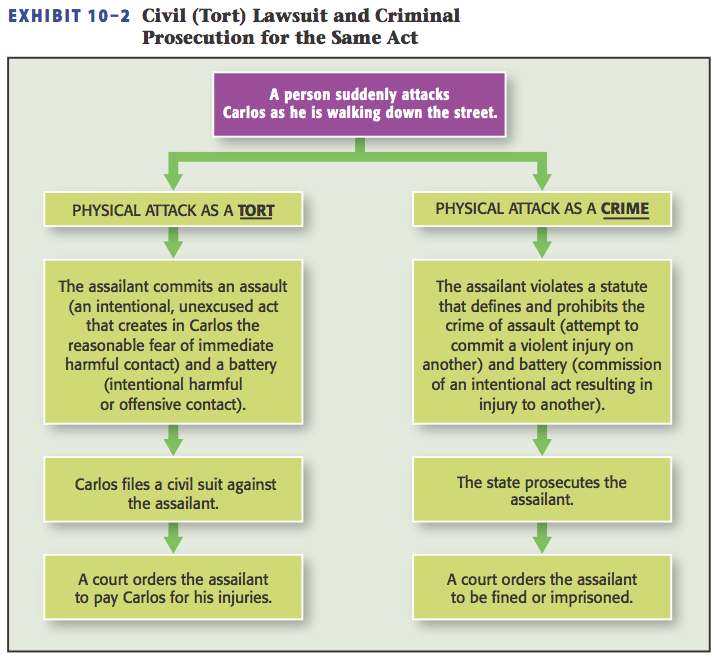 EXHIBIT 10–2 Civil (Tort) Lawsuit and Criminal
Prosecution for the Same Act
A person suddenly attacks
Carlos as he is walking down the street.
PHYSICAL ATTACK AS A TORT
The assailant commits an assault
(an intentional, unexcused act
that creates in Carlos the
reasonable fear of immediate
harmful contact) and a battery
(intentional harmful
or offensive contact).
Carlos files a civil suit against
the assailant.
A court orders the assailant
to pay Carlos for his injuries.
PHYSICAL ATTACK AS A CRIME
The assailant violates a statute
that defines and prohibits the
crime of assault (attempt to
commit a violent injury on
another) and battery (commission
of an intentional act resulting in
injury to another).
The state prosecutes the
assailant.
A court orders the assailant
to be fined or imprisoned.